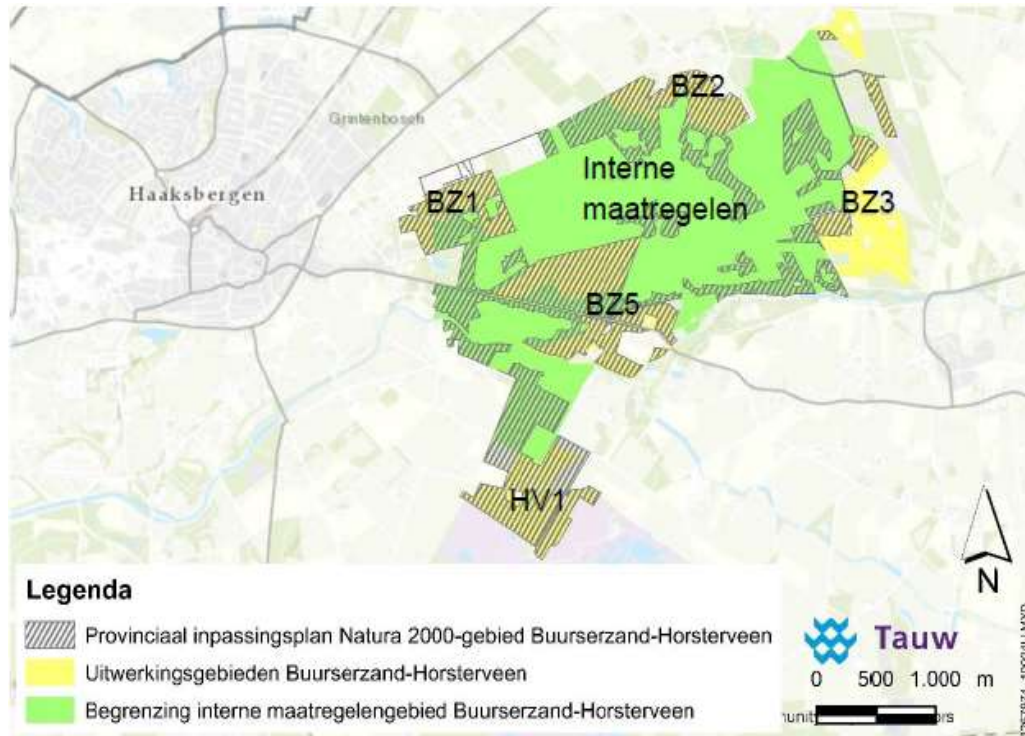 Grintenbosch
Haaksbergen
BZ2
Interne
maatregelen
BZ1
BZ3
BZ5
HV1
N
Legenda
Provinciaal inpassingsplan Natura 2000-gebied Buurserzand-Horsterveen
Uitwerkingsgebieden Buurserzand-Horsterveen
Begrenzing interne maatregelengebied Buurserzand-Horsterveen
Tauw
0 500 1.000 m